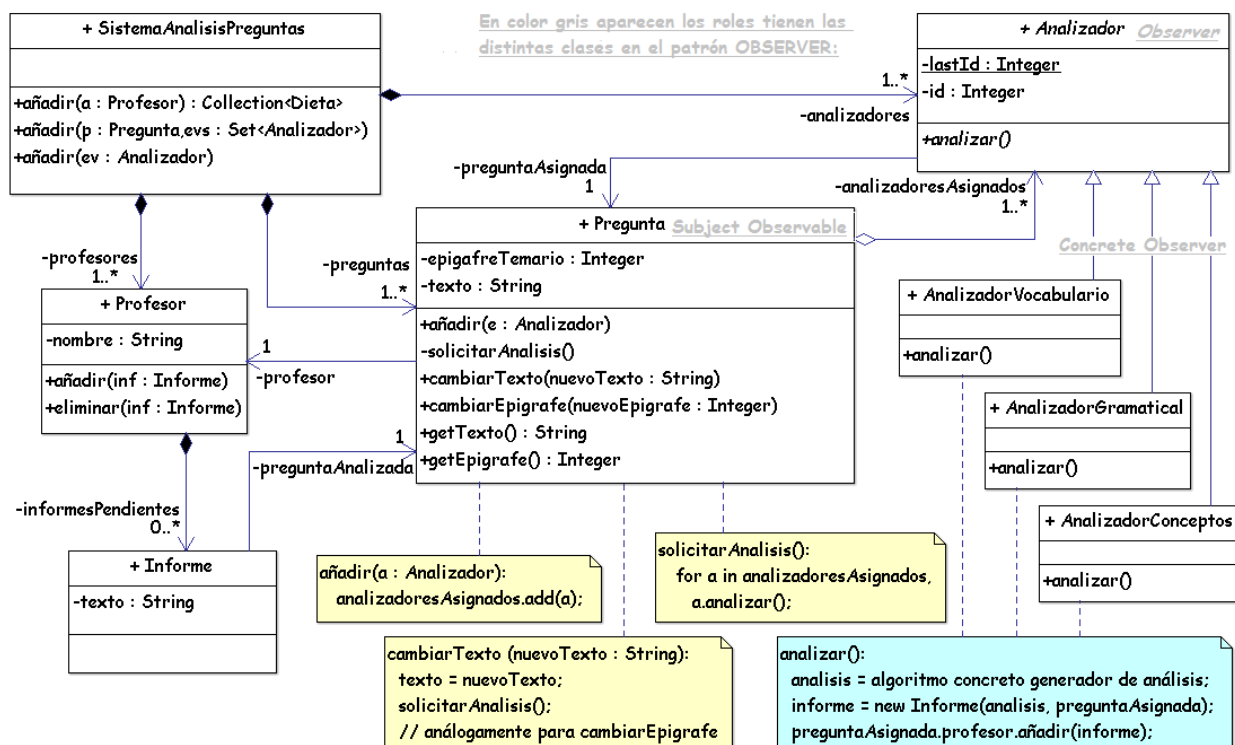 + SistemaAnalisisPreguntas
+añadir(a : Profesor) : Collection<Dieta>
+añadir(p : Pregunta,evs : Set<Analizador>)
+añadir(ev : Analizador)
En color gris aparecen los roles tienen las
distintas clases en el patrón OBSERVER:
+ Analizador Observer
-lastId : Integer
-id : Integer
+analizar()
1..*
-analizadores
-preguntaAsignada
1
-analizadoresAsignados
1..*
-profesores
1..*
-preguntas
1..*
+ Pregunta Subject Observable
-epigafreTemario : Integer
-texto : String
+añadir(e : Analizador)
-solicitarAnalisis()
+cambiarTexto(nuevoTexto : String)
+cambiarEpigrafe(nuevoEpigrafe : Integer)
+getTexto() : String
+getEpigrafe() : Integer
Concrete Observer
+ Profesor
-nombre : String
+añadir(inf : Informe)
+eliminar(inf : Informe)
1
-profesor
1
-preguntaAnalizada
-informesPendientes
0..*
+ Informe
-texto : String
+ AnalizadorVocabulario
+analizar()
+ AnalizadorGramatical
+analizar()
+ AnalizadorConceptos
+analizar()
añadir(a : Analizador):
analizadoresAsignados.add(a);
solicitarAnalisis():
for a in analizadoresAsignados,
a.analizar();
cambiarTexto (nuevoTexto : String):
texto = nuevoTexto;
solicitarAnalisis();
// análogamente para cambiarEpigrafe
analizar():
analisis = algoritmo concreto generador de análisis;
informe = new Informe(analisis, preguntaAsignada);
preguntaAsignada.profesor.añadir(informe);